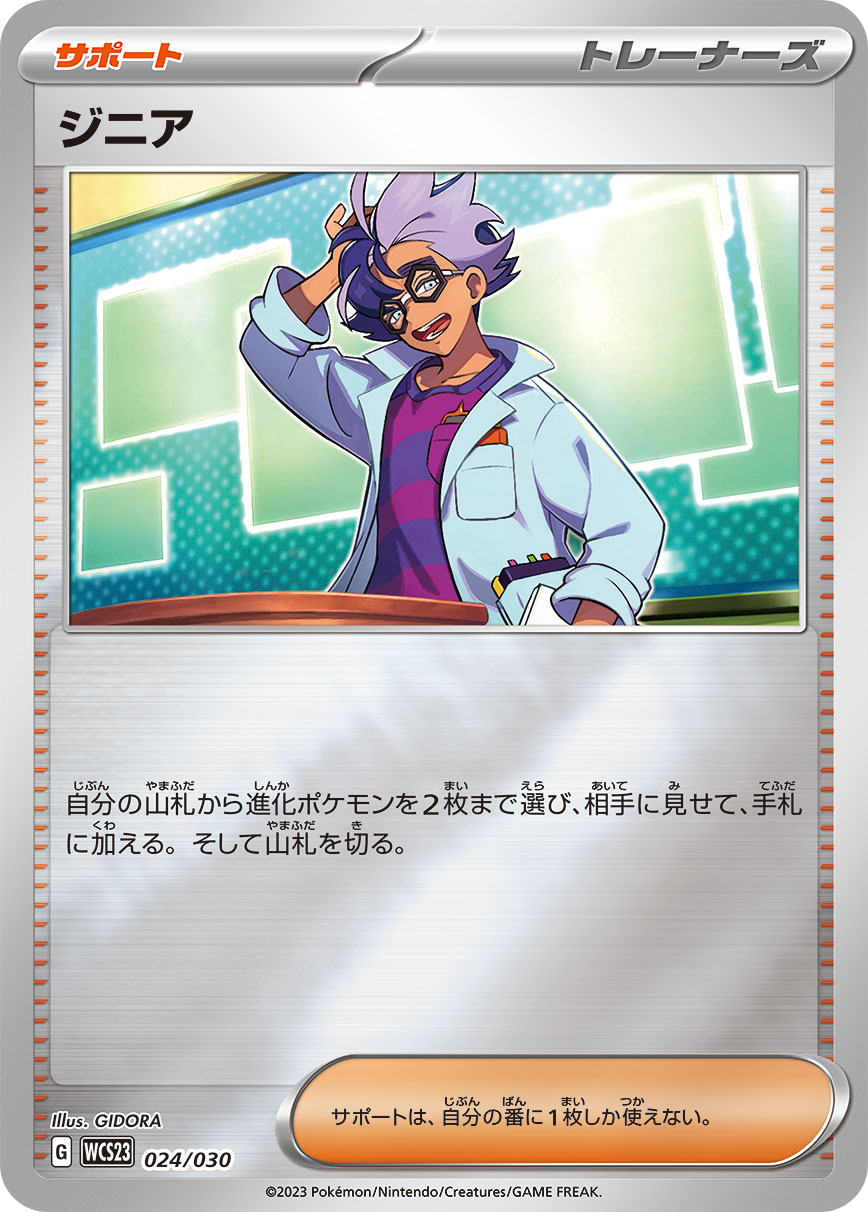 サポート
トレーナーズ
ジニア
自分の山札から進化ポケモンを2枚まで選び、相手に見せて、手札
に加える。そして山札を切る。
サポートは、自分の番に1枚しか使えない。
Illus. GIDORA
G WCS23 024/030
©2023 Pokémon/Nintendo/Creatures/GAME FREAK.